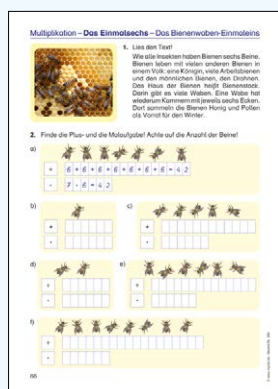 Multiplikation – Das Einmalsechs – Das Bienenwaben-Einmaleins
1. Lies den Text!
Wie alle Insekten haben Bienen sechs Beine.
Bienen leben mit vielen anderen Bienen in
einem Volk: eine Königin, viele Arbeitsbienen
und den männlichen Bienen, den Drohnen.
Das Haus der Bienen heißt Bienenstock.
Darin gibt es viele Waben. Eine Wabe hat
wiederum Kammern mit jeweils sechs Ecken.
Dort sammeln die Bienen Honig und Pollen
als Vorrat für den Winter.
2. Finde die Plus- und die Malaufgabe! Achte auf die Anzahl der Beine!
a)
+ 6+6+6+6+6+6+6=42
· 7·6=42
b) c)
+ +
· ·
d) e)
+ +
· ·
f)
+
·
66